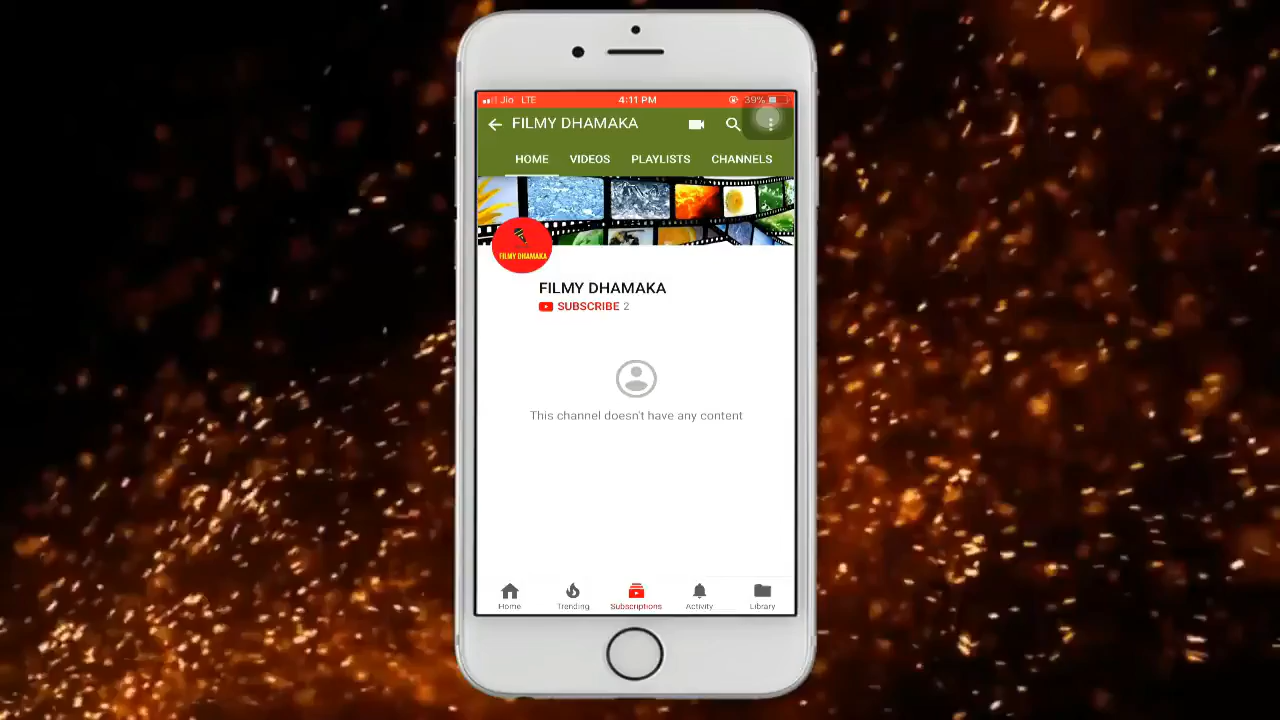 Jio LTE 4:11 PM 39%
FILMY DHAMAKA
HOME VIDEOS PLAYLISTS CHANNELS
FILMY DHAMAKA
FILMY DHAMAKA
SUBSCRIBE 2
This channel doesn't have any content
Home Trending Subscriptions Activity Library